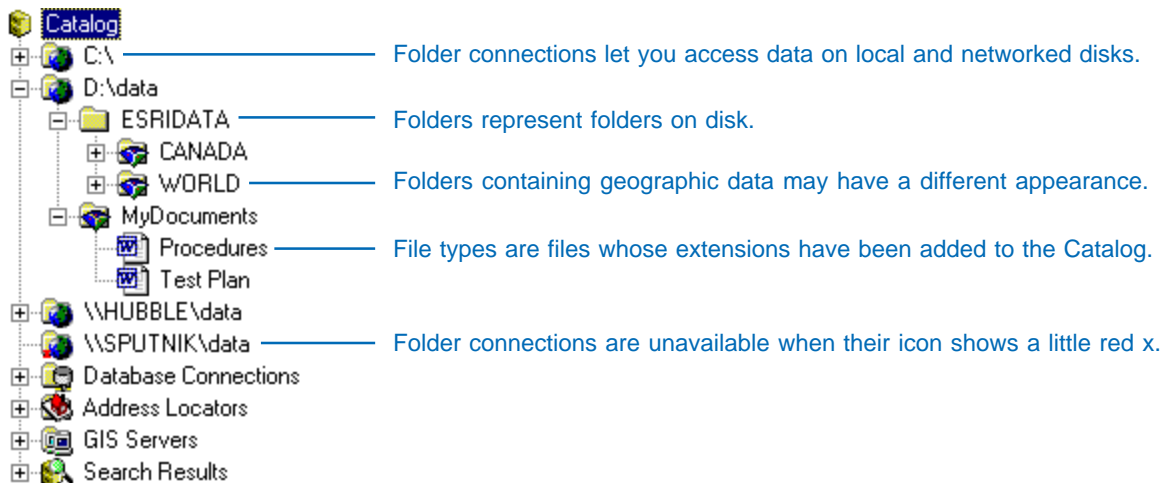 Catalog
C:\ Folder connections let you access data on local and networked disks.
D:\data
ESRIDATA Folders represent folders on disk.
CANADA
WORLD Folders containing geographic data may have a different appearance.
MyDocuments
Procedures File types are files whose extensions have been added to the Catalog.
Test Plan
\\HUBBLE\data
\\SPUTNIK\data Folder connections are unavailable when their icon shows a little red x.
Database Connections
Address Locators
GIS Servers
Search Results